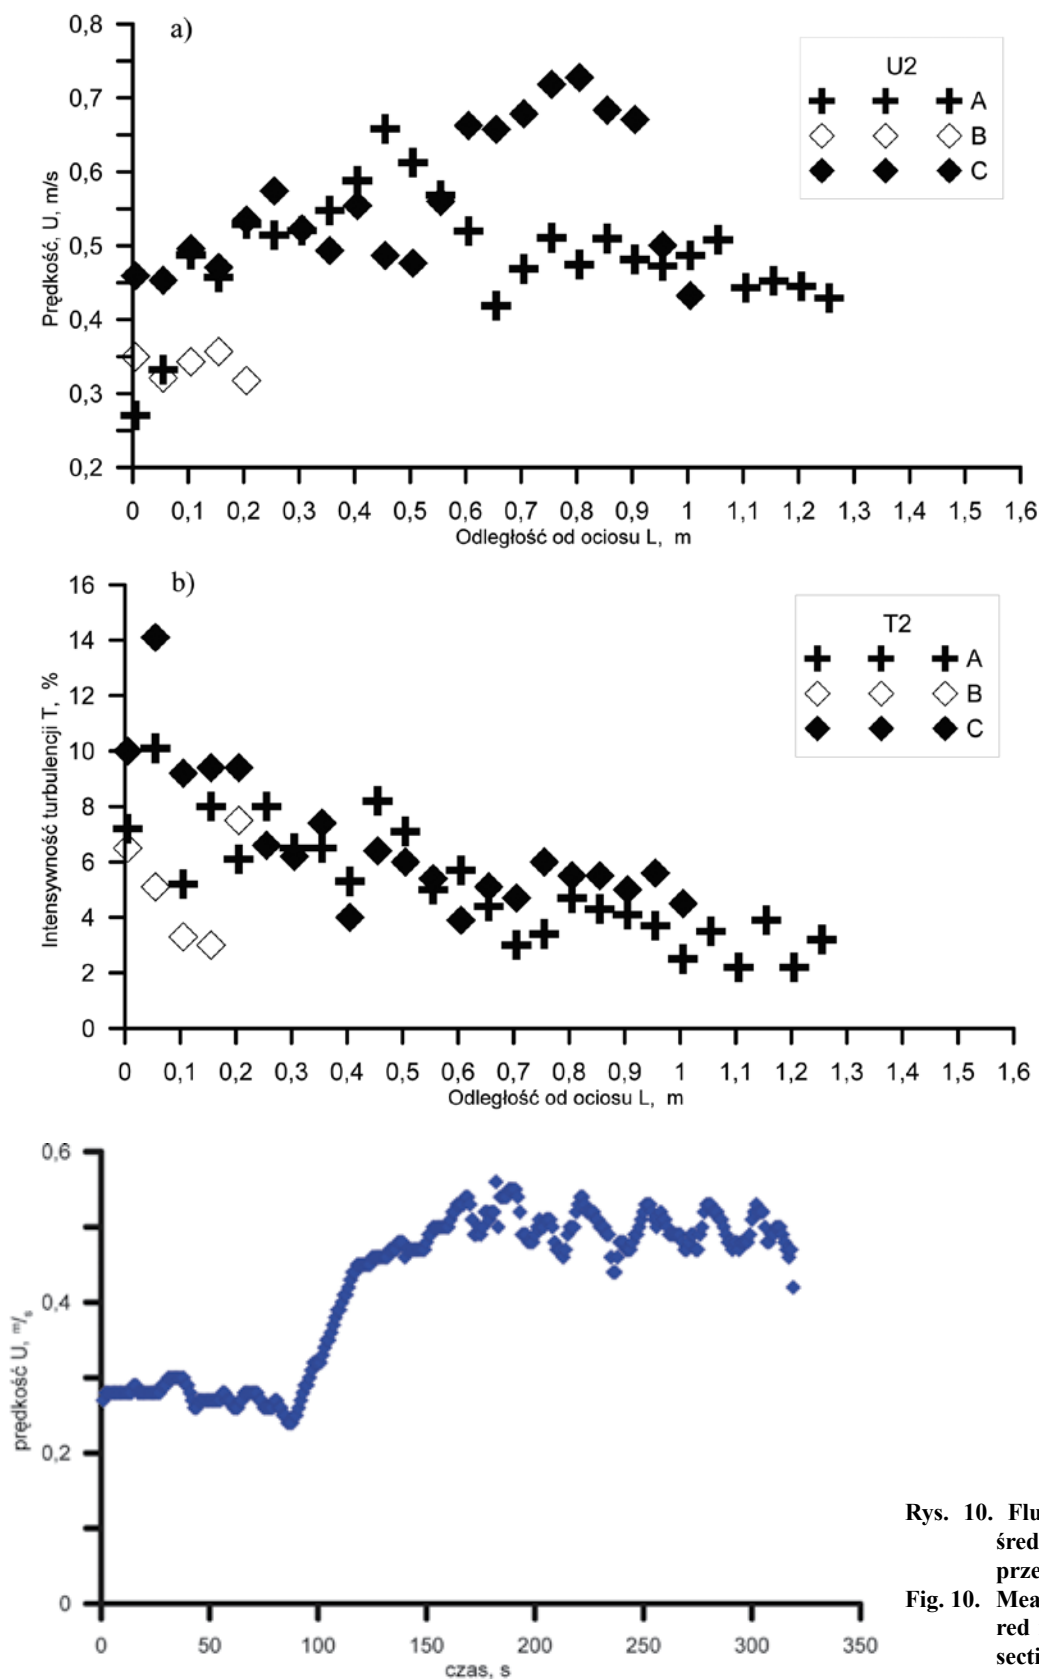 a)
0,8
0,7
0,6
0,5
0,4
0,3
0,2
Prędkość, U, m/s
U2
A
B
C
0 0,1 0,2 0,3 0,4 0,5 0,6 0,7 0,8 0,9 1 1,1 1,2 1,3 1,4 1,5 1,6
Odległość od ociosu L, m
b)
16
14
12
10
8
6
4
2
0
Intensywność turbulencji T, %
T2
A
B
C
0 0,1 0,2 0,3 0,4 0,5 0,6 0,7 0,8 0,9 1 1,1 1,2 1,3 1,4 1,5 1,6
Odległość od ociosu L, m
0,6
0,4
0,2
0
prędkość U, m/s
0 50 100 150 200 250 300 350
czas, s
Rys. 10. Flu
śred
prze
Fig. 10. Mea
red
secti